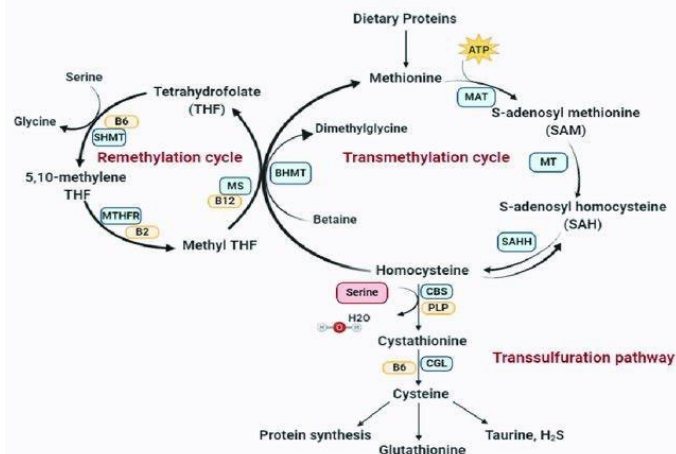 Dietary Proteins
ATP
Methionine
MAT
S-adenosyl methionine
(SAM)
MT
S-adenosyl homocysteine
(SAH)
SAHH
Transmethylation cycle
Dimethylglycine
BHMT
Betaine
Serine
Glycine
B6
SHMT
Tetrahydrofolate
(THF)
Remethylation cycle
5,10-methylene
THF
MTHFR
B2
Methyl THF
MS
B12
Homocysteine
Serine
CBS
PLP
H2O
H O H
Cystathionine
B6
CGL
Transsulfuration pathway
Cysteine
Protein synthesis
Glutathionine
Taurine, H₂S